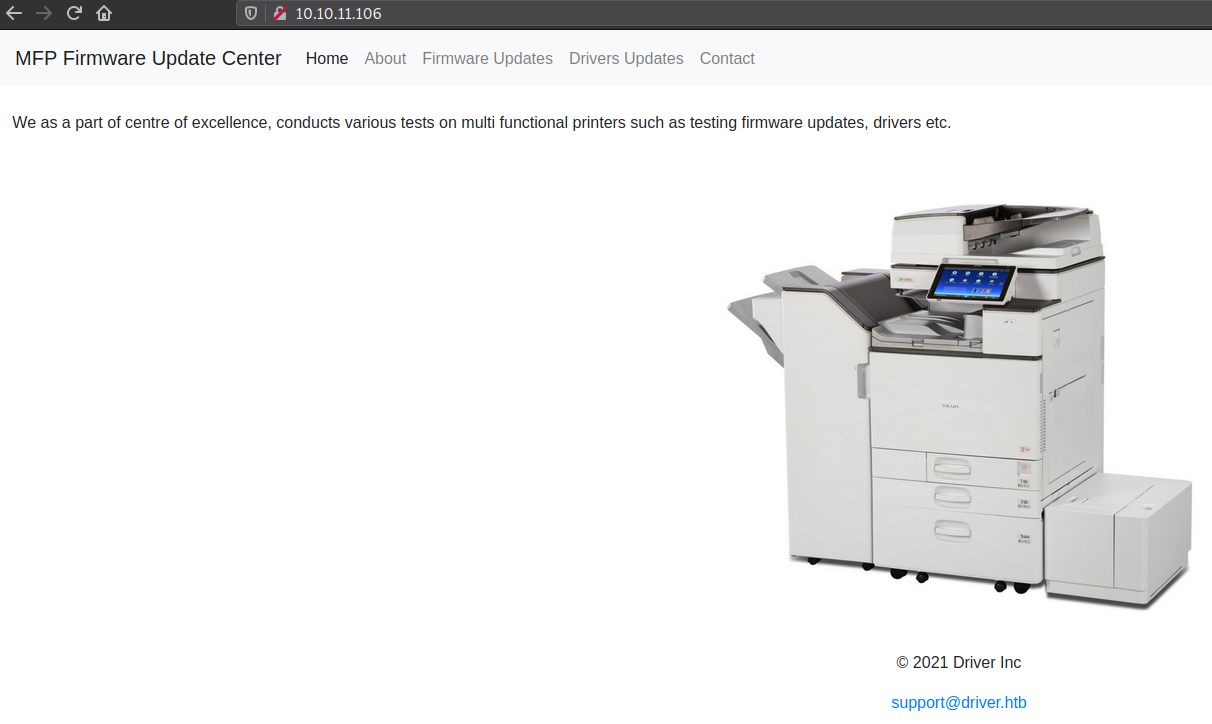 10.10.11.106
MFP Firmware Update Center Home About Firmware Updates Drivers Updates Contact
We as a part of centre of excellence, conducts various tests on multi functional printers such as testing firmware updates, drivers etc.
© 2021 Driver Inc
support@driver.htb